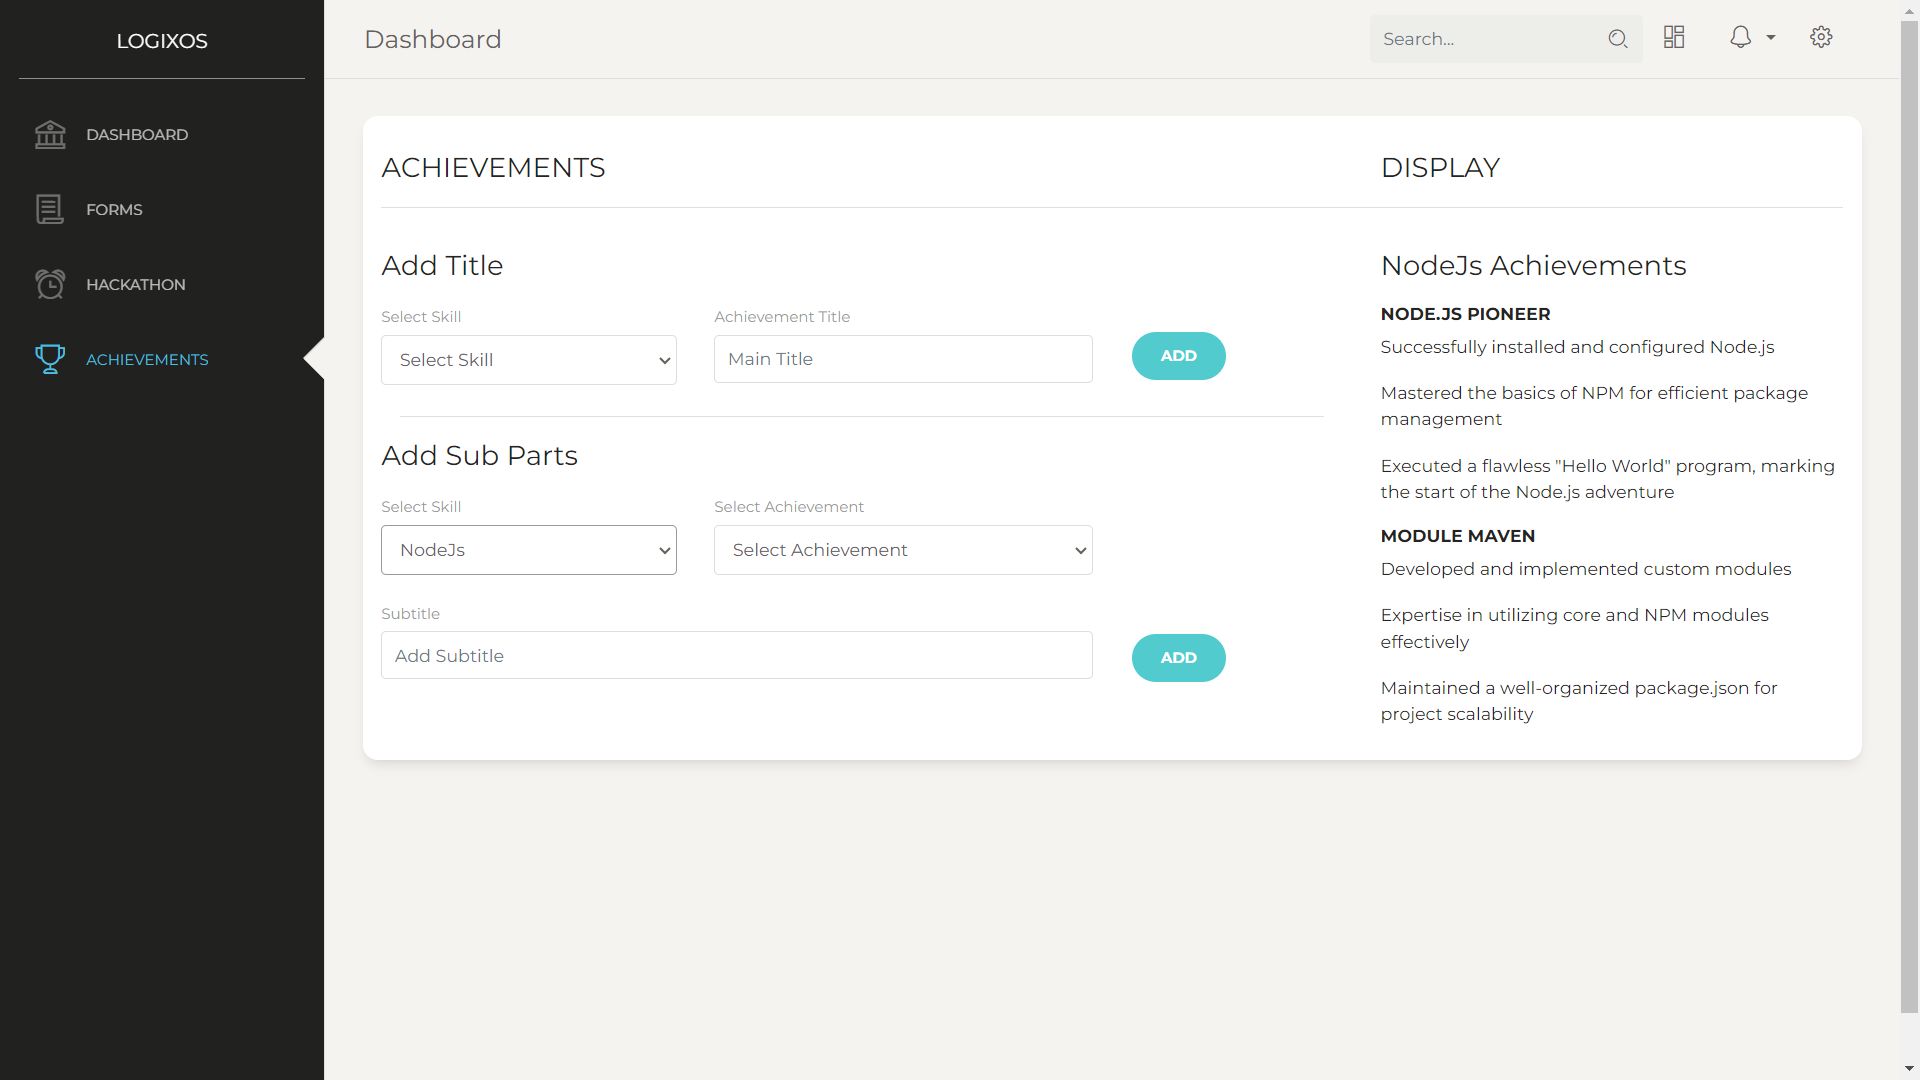 LOGIXOS
DASHBOARD
FORMS
HACKATHON
ACHIEVEMENTS
Dashboard
Search...
ACHIEVEMENTS
Add Title
Select Skill
Achievement Title
Select Skill
Main Title
ADD
Add Sub Parts
Select Skill
Select Achievement
NodeJs
Select Achievement
Subtitle
Add Subtitle
ADD
DISPLAY
NodeJs Achievements
NODE.JS PIONEER
Successfully installed and configured Node.js
Mastered the basics of NPM for efficient package
management
Executed a flawless "Hello World" program, marking
the start of the Node.js adventure
MODULE MAVEN
Developed and implemented custom modules
Expertise in utilizing core and NPM modules
effectively
Maintained a well-organized package.json for
project scalability